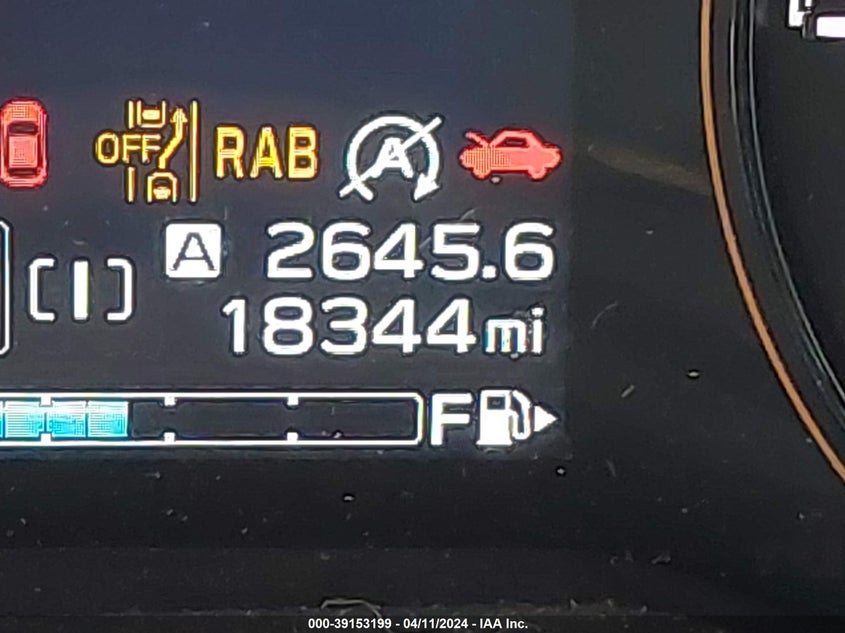 OFF RAB A
A 2645.6
18344mi
F
000-39153199 - 04/11/2024 - IAA Inc.